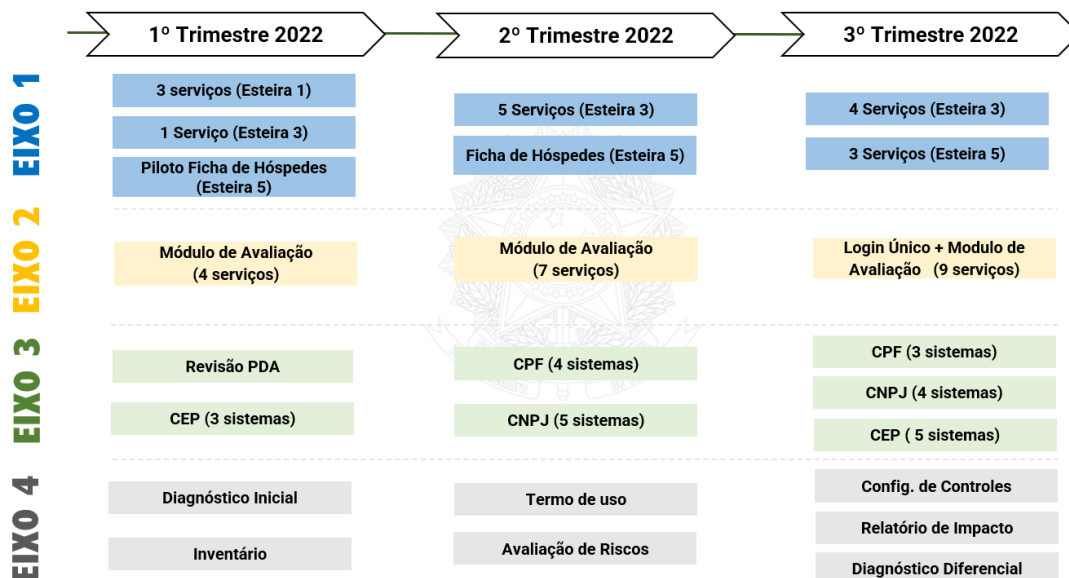 1º Trimestre 2022
2º Trimestre 2022
3º Trimestre 2022
EIXO 1
3 serviços (Esteira 1)
1 Serviço (Esteira 3)
Piloto Ficha de Hóspedes
(Esteira 5)
5 Serviços (Esteira 3)
Ficha de Hóspedes (Esteira 5)
4 Serviços (Esteira 3)
3 Serviços (Esteira 5)
EIXO 2
Módulo de Avaliação
(4 serviços)
Módulo de Avaliação
(7 serviços)
Login Único + Modulo de
Avaliação (9 serviços)
EIXO 3
Revisão PDA
CEP (3 sistemas)
CPF (4 sistemas)
CNPJ (5 sistemas)
CPF (3 sistemas)
CNPJ (4 sistemas)
CEP ( 5 sistemas)
EIXO 4
Diagnóstico Inicial
Inventário
Termo de uso
Avaliação de Riscos
Config. de Controles
Relatório de Impacto
Diagnóstico Diferencial